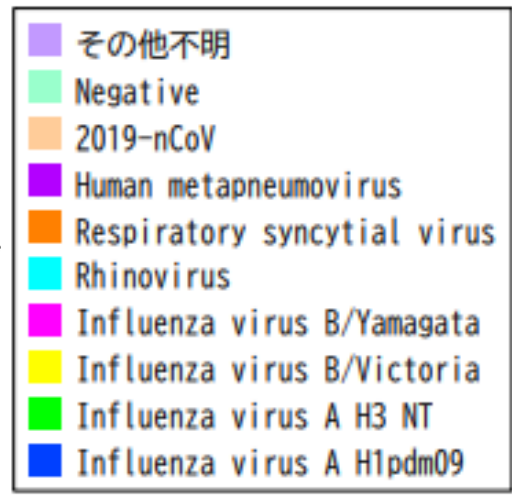 その他不明
Negative
2019-nCoV
Human metapneumovirus
Respiratory syncytial virus
Rhinovirus
Influenza virus B/Yamagata
Influenza virus B/Victoria
Influenza virus A H3 NT
Influenza virus A H1pdm09